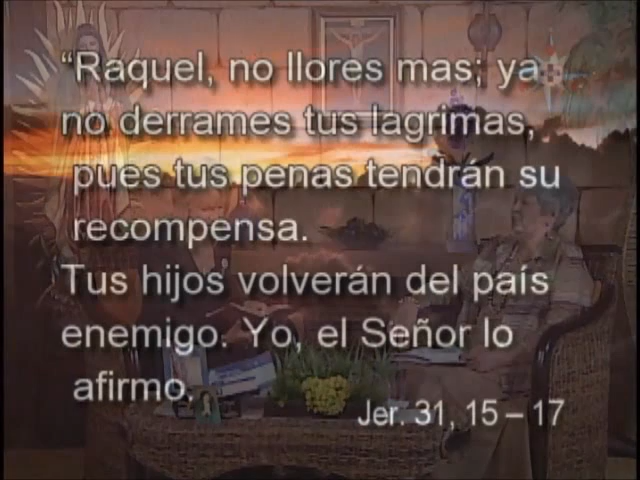 “Raquel, no llores mas; ya
no derrames tus lagrimas,
pues tus penas tendrán su
recompensa.
Tus hijos volverán del país
enemigo. Yo, el Señor lo
afirmo.
Jer. 31, 15 – 17